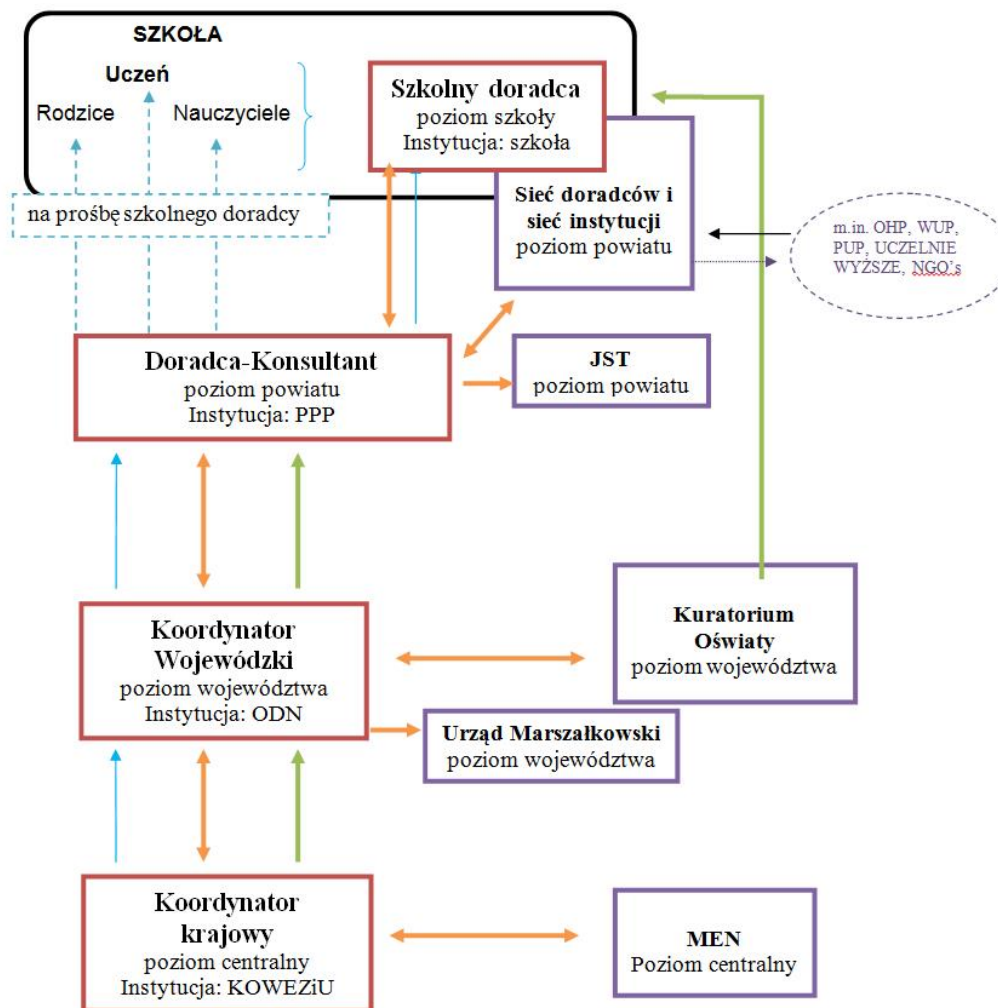 SZKOŁA
Uczeń
Rodzice
Nauczyciele
Szkolny doradca
poziom szkoły
Instytucja: szkoła
na prośbę szkolnego doradcy
Sieć doradców i
sieć instytucji
poziom powiatu
m.in. OHP, WUP,
PUP, UCZELNIE
WYŻSZE, NGO's
Doradca-Konsultant
poziom powiatu
Instytucja: PPP
JST
poziom powiatu
Koordynator
Wojewódzki
poziom województwa
Instytucja: ODN
Kuratorium
Oświaty
poziom województwa
Urząd Marszałkowski
poziom województwa
Koordynator
krajowy
poziom centralny
Instytucja: KOWEZiU
MEN
Poziom centralny